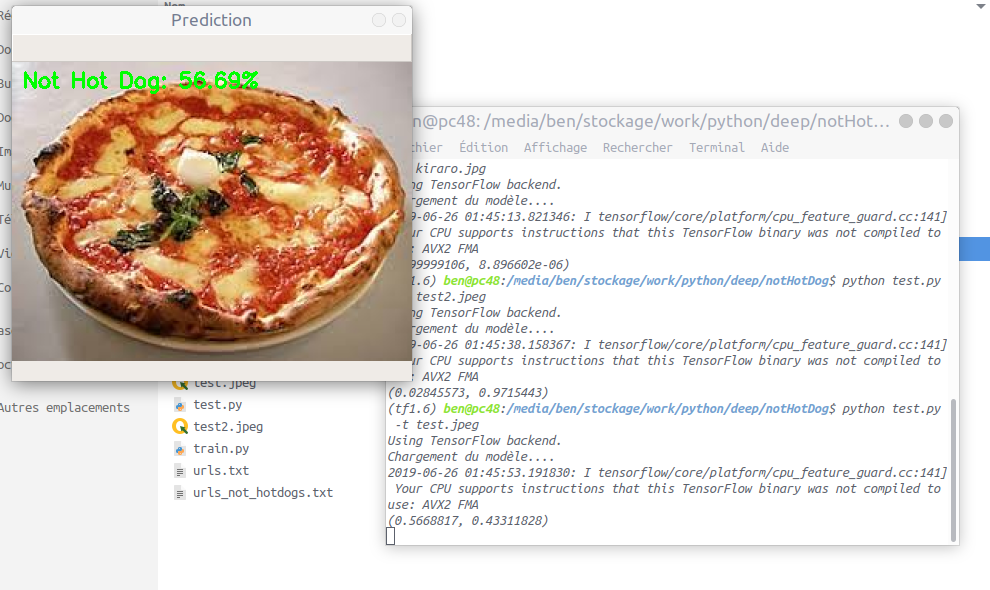 Prediction
Not Hot Dog: 56.69%
Autres emplacements
test.jpeg
test.py
test2.jpeg
train.py
urls.txt
urls_not_hotdogs.txt
n@pc48: /media/ben/stockage/work/python/deep/notHot...
Édition Affichage Rechercher Terminal Aide
kiraro.jpg
ng TensorFlow backend.
rgement du modèle....
9-06-26 01:45:13.821346: I tensorflow/core/platform/cpu_feature_guard.cc:141]
ur CPU supports instructions that this TensorFlow binary was not compiled to
: AVX2 FMA
99999106, 8.896602e-06)
1.6) ben@pc48:/media/ben/stockage/work/python/deep/notHotDog$ python test.py
test2.jpeg
ng TensorFlow backend.
rgement du modèle....
9-06-26 01:45:38.158367: I tensorflow/core/platform/cpu_feature_guard.cc:141]
ur CPU supports instructions that this TensorFlow binary was not compiled to
: AVX2 FMA
(0.02845573, 0.9715443)
(tf1.6) ben@pc48:/media/ben/stockage/work/python/deep/notHotDog$ python test.py
-t test.jpeg
Using TensorFlow backend.
Chargement du modèle....
2019-06-26 01:45:53.191830: I tensorflow/core/platform/cpu_feature_guard.cc:141]
Your CPU supports instructions that this TensorFlow binary was not compiled to
use: AVX2 FMA
(0.5668817, 0.43311828)